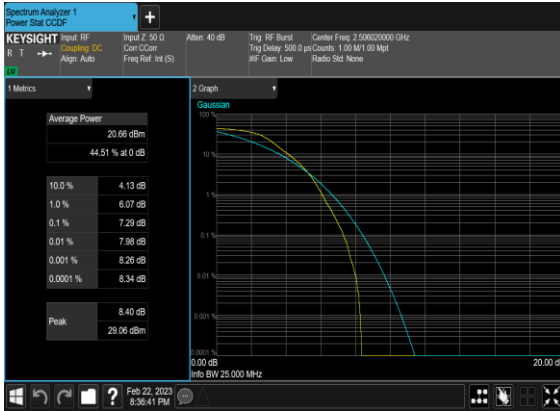 Spectrum Analyzer 1
Power Stat CCDF
KEYSIGHT
R T
Input: RF
Coupling: DC
Align: Auto
Input Z: 50 Ω
Corr CCorr
Freq Ref: Int (S)
Atten: 40 dB
Trig: RF Burst
Trig Delay: 500.0 µs
#IF Gain: Low
Center Freq: 2.506020000 GHz
Counts: 1.00 M/1.00 Mpt
Radio Std: None
1 Metrics
Average Power
20.66 dBm
44.51 % at 0 dB
10.0 % 4.13 dB
1.0 % 6.07 dB
0.1 % 7.29 dB
0.01 % 7.98 dB
0.001 % 8.26 dB
0.0001 % 8.34 dB
Peak
8.40 dB
29.06 dBm
2 Graph
Gaussian
100 %
10 %
1 %
0.1 %
0.01 %
0.001 %
0.0001 %
0.00 dB
20.00 d
Info BW 25.000 MHz
Feb 22, 2023
8:36:41 PM